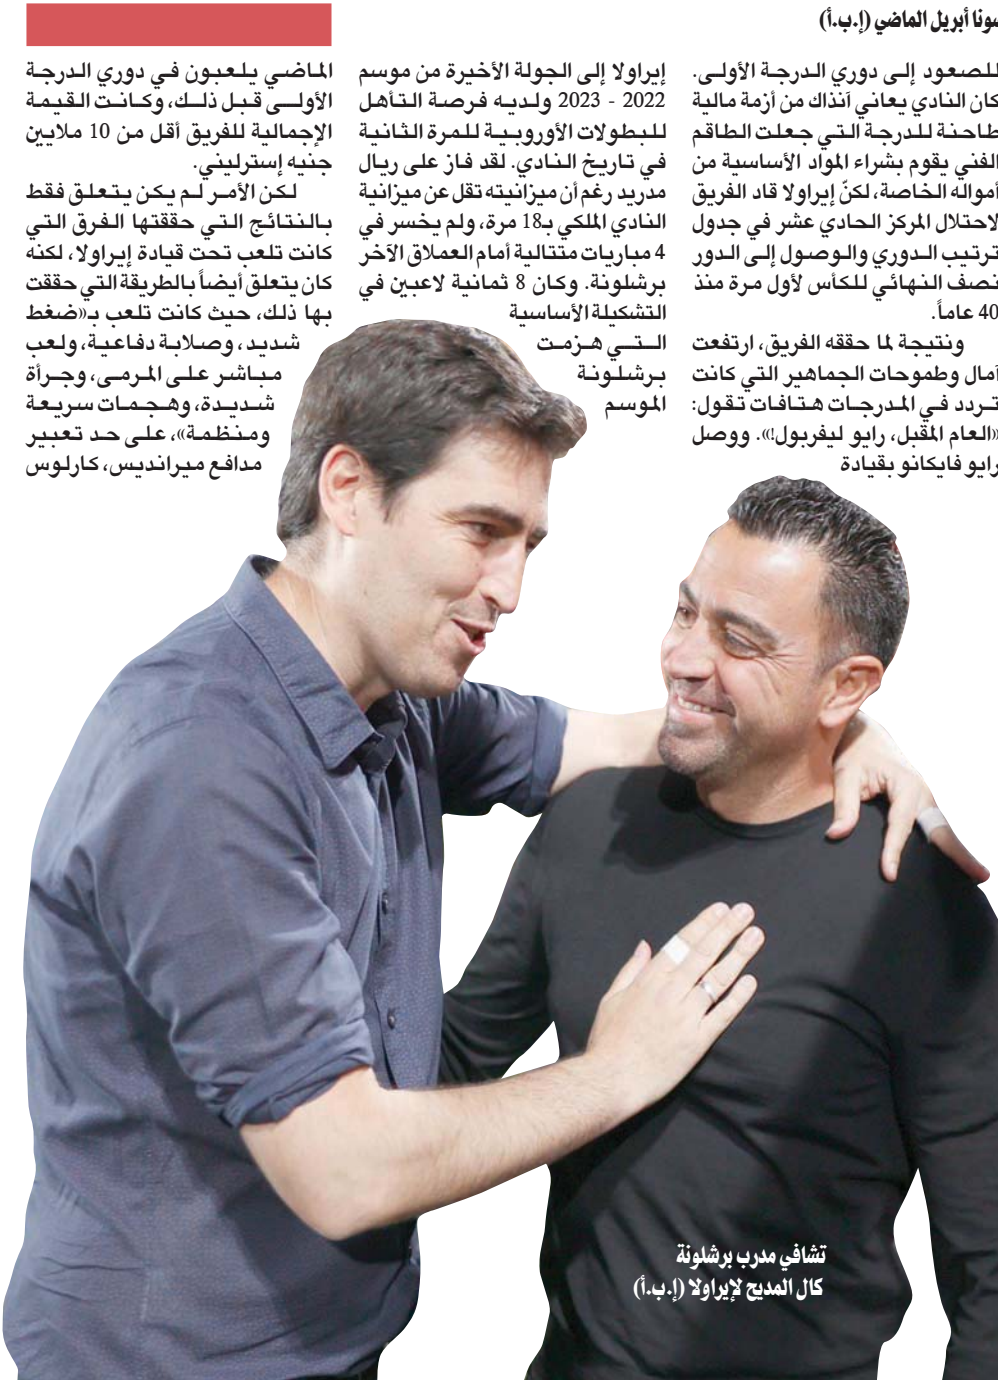 سونا أبريل الماضي (إ.ب.أ)
للصعود إلى دوري الدرجة الأولى.
كان النادي يعاني آنذاك من أزمة مالية
طاحنة للدرجة التي جعلت الطاقم
الفني يقوم بشراء المواد الأساسية من
أمواله الخاصة، لكنّ إيراولا قاد الفريق
لاحتلال المركز الحادي عشر في جدول
ترتيب الدوري والوصول إلى الدور
نصف النهائي للكأس لأول مرة منذ
40 عاماً.
ونتيجة لما حققه الفريق، ارتفعت
آمال وطموحات الجماهير التي كانت
تردد في المدرجات هتافات تقول:
«العام المقبل، رايو ليفربول!». ووصل
رايو فايكانو بقيادة
إيراولا إلى الجولة الأخيرة من موسم
2022 - 2023 ولديه فرصة التأهل
للبطولات الأوروبية للمرة الثانية
في تاريخ النادي. لقد فاز على ريال
مدريد رغم أن ميزانيته تقل عن ميزانية
النادي الملكي بـ18 مرة، ولم يخسر في
4 مباريات متتالية أمام العملاق الآخر
برشلونة. وكان 8 ثمانية لاعبين في
التشكيلة الأساسية
التي هزمت
برشلونة
الموسم
الماضي يلعبون في دوري الدرجة
الأولى قبل ذلك، وكانت القيمة
الإجمالية للفريق أقل من 10 ملايين
جنيه إسترليني.
لكن الأمر لم يكن يتعلق فقط
بالنتائج التي حققتها الفرق التي
كانت تلعب تحت قيادة إيراولا، لكنه
كان يتعلق أيضاً بالطريقة التي حققت
بها ذلك، حيث كانت تلعب بـ«ضغط
شديد، وصلابة دفاعية، ولعب
مباشر على المرمى، وجرأة
شديدة، وهجمات سريعة
ومنظمة»، على حد تعبير
مدافع ميرانديس، كارلوس
تشافي مدرب برشلونة
كال المديح لإيراولا (إ.ب.أ)